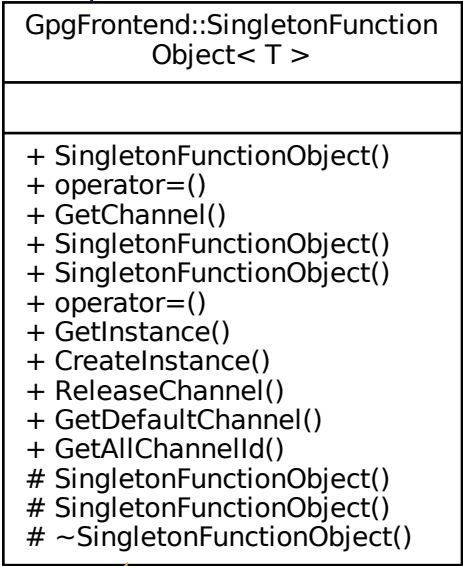 GpgFrontend::SingletonFunction
Object< T >
+ SingletonFunctionObject()
+ operator=()
+ GetChannel()
+ SingletonFunctionObject()
+ SingletonFunctionObject()
+ operator=()
+ GetInstance()
+ CreateInstance()
+ ReleaseChannel()
+ GetDefaultChannel()
+ GetAllChannelId()
# SingletonFunctionObject()
# SingletonFunctionObject()
# ~SingletonFunctionObject()